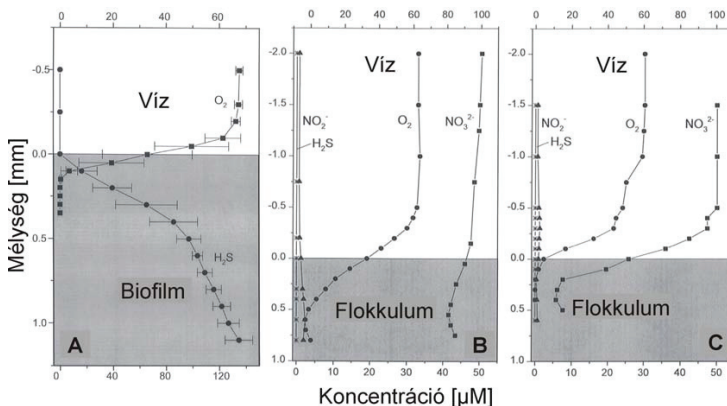 0 20 40 60 80
0 20 40 60 80 100
0 20 40 60 80 100
-0.5
0.0
0.5
1.0
-2.0
-1.5
-1.0
-0.5
0.0
0.5
1.0
-2.0
-1.5
-1.0
-0.5
0.0
0.5
1.0
Mélység [mm]
Víz
O2
H2S
Biofilm
A
Víz
NO2-
H2S
O2
NO32-
Flokkulum
B
Víz
NO2-
H2S
O2
NO32-
Flokkulum
C
0 40 80 120
0 10 20 30 40 50
0 10 20 30 40 50
Koncentráció [µM]